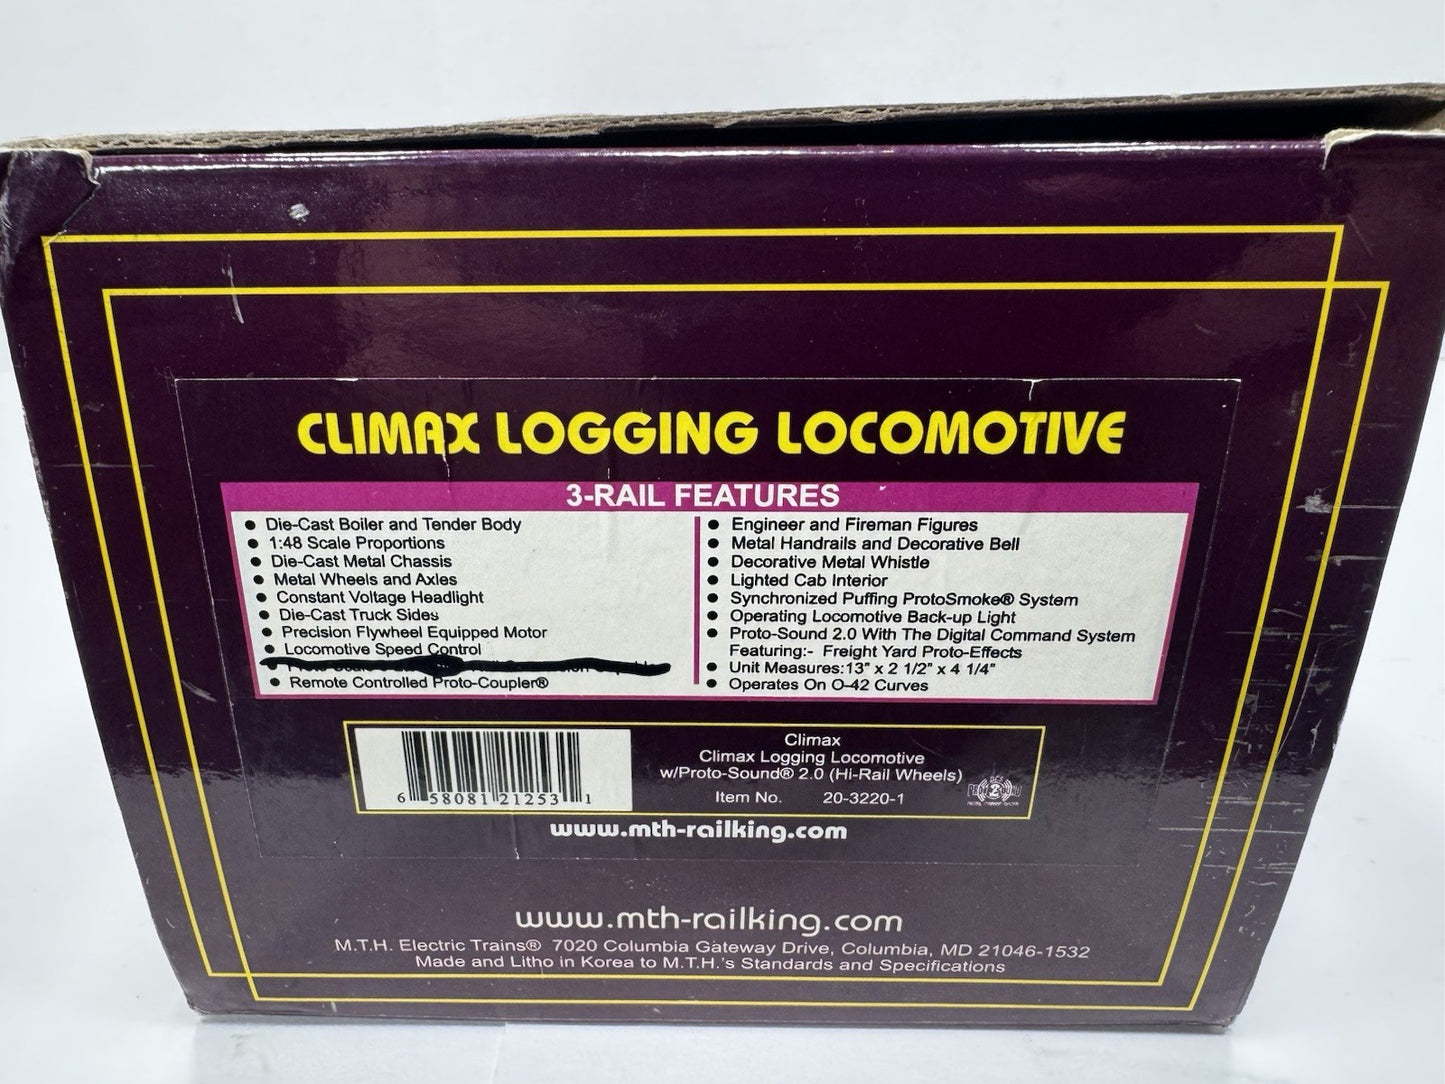 CLIMAX LOGGING LOCOMOTIVE
3-RAIL FEATURES
● Die-Cast Boiler and Tender Body
● 1:48 Scale Proportions
● Die-Cast Metal Chassis
● Metal Wheels and Axles
● Constant Voltage Headlight
● Die-Cast Truck Sides
● Precision Flywheel Equipped Motor
● Locomotive Speed Control
● Remote Controlled Proto-Coupler®
● Engineer and Fireman Figures
● Metal Handrails and Decorative Bell
● Decorative Metal Whistle
● Lighted Cab Interior
● Synchronized Puffing ProtoSmoke® System
● Operating Locomotive Back-up Light
● Proto-Sound 2.0 With The Digital Command System
Featuring:- Freight Yard Proto-Effects
● Unit Measures:13" x 2 1/2" x 4 1/4"
● Operates On O-42 Curves
6 58081 21253 1
Climax
Climax Logging Locomotive
w/Proto-Sound® 2.0 (Hi-Rail Wheels)
Item No. 20-3220-1
www.mth-railking.com
www.mth-railking.com
M.T.H. Electric Trains® 7020 Columbia Gateway Drive, Columbia, MD 21046-1532
Made and Litho in Korea to M.T.H.'s Standards and Specifications